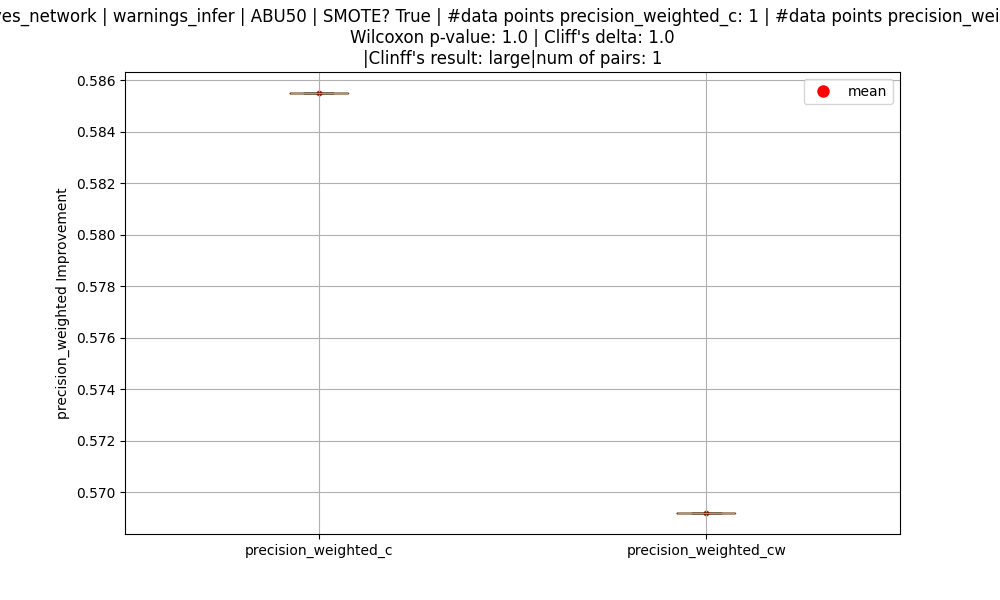 | warnings_infer | ABU50 | SMOTE? True | #data points precision_weighted_c: 1 | #data points
Wilcoxon p-value: 1.0 | Cliff's delta: 1.0
|Clinff's result: large|num of pairs: 1
mean
0.586
0.584
0.582
0.580
0.578
0.576
0.574
0.572
0.570
precision_weighted Improvement
precision_weighted_c
precision_weighted_cw